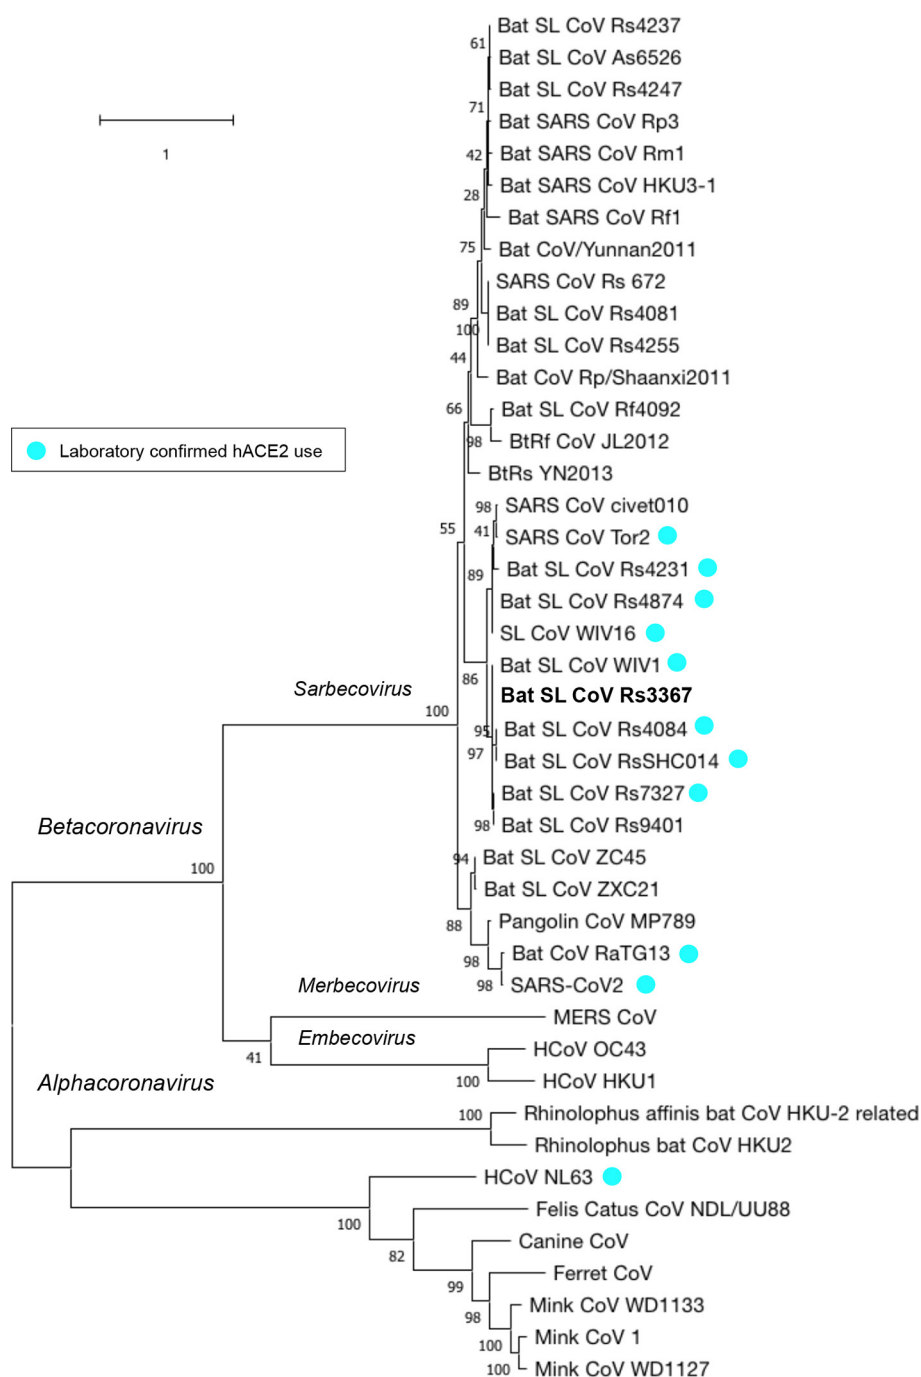 Bat SL CoV Rs4237
61
Bat SL CoV As6526
Bat SL CoV Rs4247
71
Bat SARS CoV Rp3
1
42
Bat SARS CoV Rm1
Bat SARS CoV HKU3-1
28
Bat SARS CoV Rf1
75
Bat CoV/Yunnan2011
SARS CoV Rs 672
89
Bat SL CoV Rs4081
100
Bat SL CoV Rs4255
44
Bat CoV Rp/Shaanxi2011
66
Bat SL CoV Rf4092
98
BtRf CoV JL2012
Laboratory confirmed hACE2 use
BtRs YN2013
98
SARS CoV civet010
55
41
SARS CoV Tor2
89
Bat SL CoV Rs4231
Bat SL CoV Rs4874
SL CoV WIV16
Bat SL CoV WIV1
86
Sarbecovirus
Bat SL CoV Rs3367
100
95
Bat SL CoV Rs4084
97
Bat SL CoV RsSHC014
Bat SL CoV Rs7327
Betacoronavirus
98
Bat SL CoV Rs9401
94
Bat SL CoV ZC45
100
Bat SL CoV ZXC21
88
Pangolin CoV MP789
98
Bat CoV RaTG13
Merbecovirus
98
SARS-CoV2
MERS CoV
Embecovirus
41
HCoV OC43
Alphacoronavirus
100
HCoV HKU1
100
Rhinolophus affinis bat CoV HKU-2 related
Rhinolophus bat CoV HKU2
HCoV NL63
100
Felis Catus CoV NDL/UU88
82
Canine CoV
99
Ferret CoV
98
Mink CoV WD1133
100
Mink CoV 1
100
Mink CoV WD1127